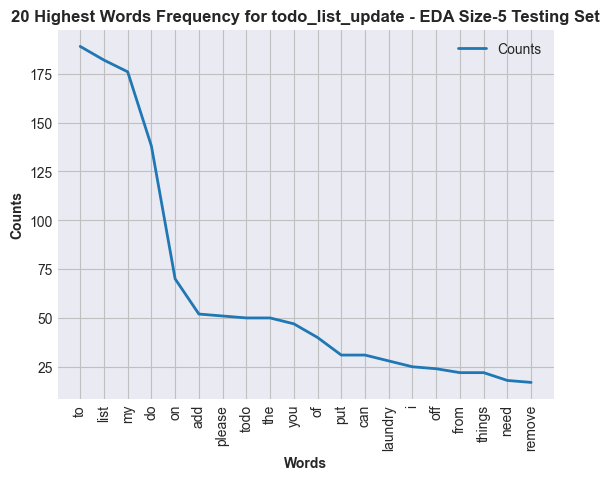 20 Highest Words Frequency for todo_list_update - EDA Size-5 Testing Set
Counts
175
150
125
100
75
50
25
Counts
to
list
my
do
on
add
please
todo
the
you
of
put
can
laundry
i
off
from
things
need
remove
Words